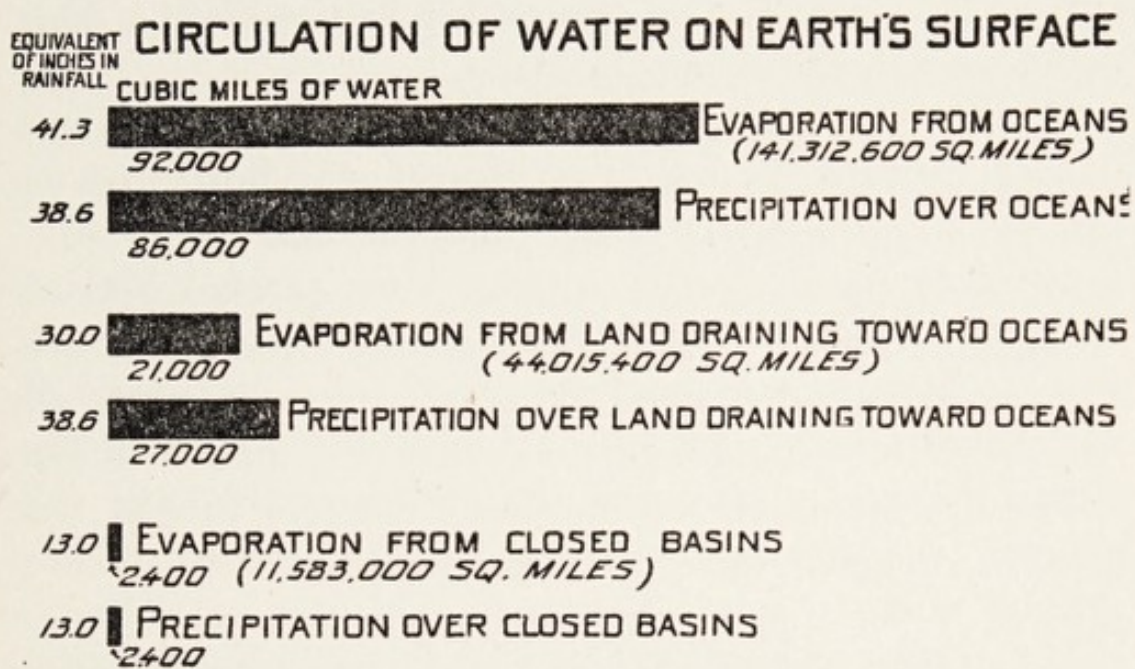 CIRCULATION OF WATER ON EARTH'S SURFACE
EQUIVALENT
OF INCHES IN
RAINFALL
CUBIC MILES OF WATER
41.3 EVAPORATION FROM OCEANS
92,000 (141,312,600 SQ. MILES)
38.6 PRECIPITATION OVER OCEANS
86,000
30.0 EVAPORATION FROM LAND DRAINING TOWARD OCEANS
21,000 (44,015,400 SQ. MILES)
38.6 PRECIPITATION OVER LAND DRAINING TOWARD OCEANS
27,000
13.0 EVAPORATION FROM CLOSED BASINS
2400 (11,583,000 SQ. MILES)
13.0 PRECIPITATION OVER CLOSED BASINS
2400